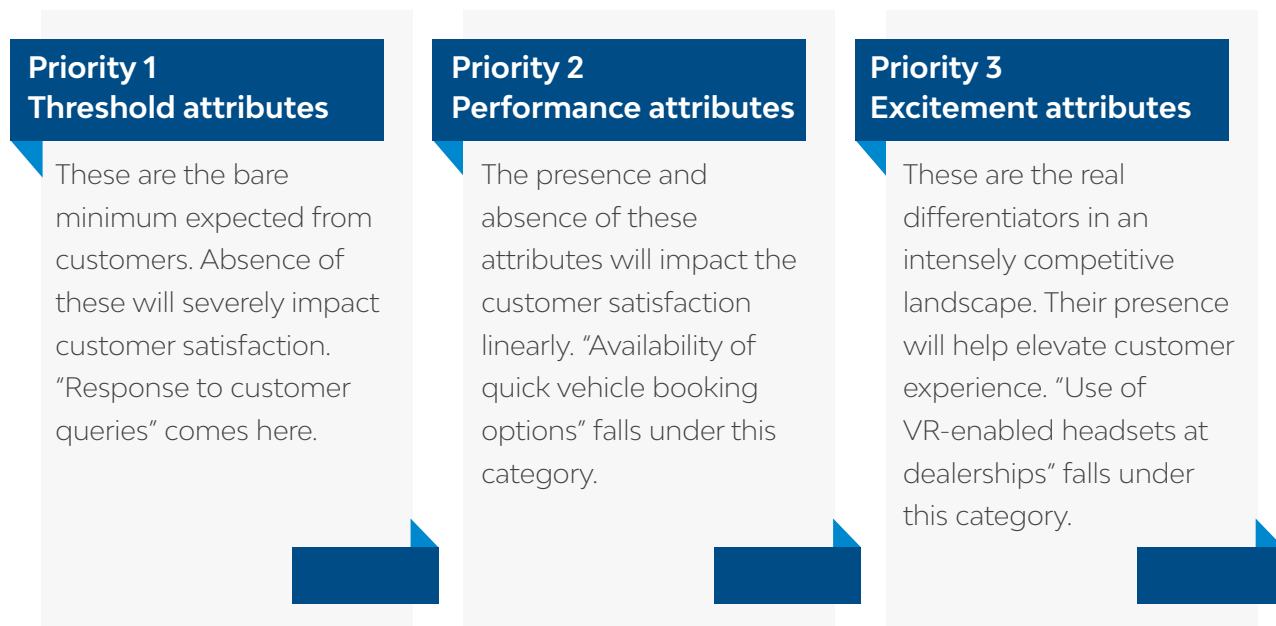 Priority 1
Threshold attributes
These are the bare
minimum expected from
customers. Absence of
these will severely impact
customer satisfaction.
“Response to customer
queries” comes here.
Priority 2
Performance attributes
The presence and
absence of these
attributes will impact the
customer satisfaction
linearly. “Availability of
quick vehicle booking
options” falls under this
category.
Priority 3
Excitement attributes
These are the real
differentiators in an
intensely competitive
landscape. Their presence
will help elevate customer
experience. “Use of
VR-enabled headsets at
dealerships” falls under
this category.